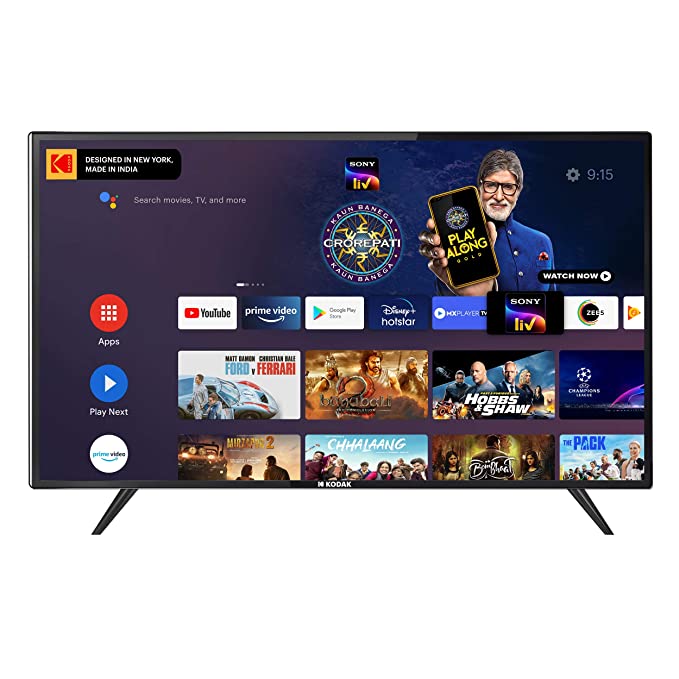 KODAK
DESIGNED IN NEW YORK,
MADE IN INDIA
SONY
liv
9:15
Search movies, TV, and more
KAUN BANEGA
CROREPATI
KAUN BANEGA
PLAY
ALONG
GOLD
WATCH NOW
Apps
YouTube
prime video
Google Play
Store
Disney+
hotstar
MXPLAYER TV
SONY
liv
ZEE5
Play Next
MATT DAMON CHRISTIAN BALE
FORD v FERRARI
HOBBS
& SHAW
CHAMPIONS
LEAGUE
prime video
MIRZAPUR 2
CHHALAANG
THE PACK
KODAK